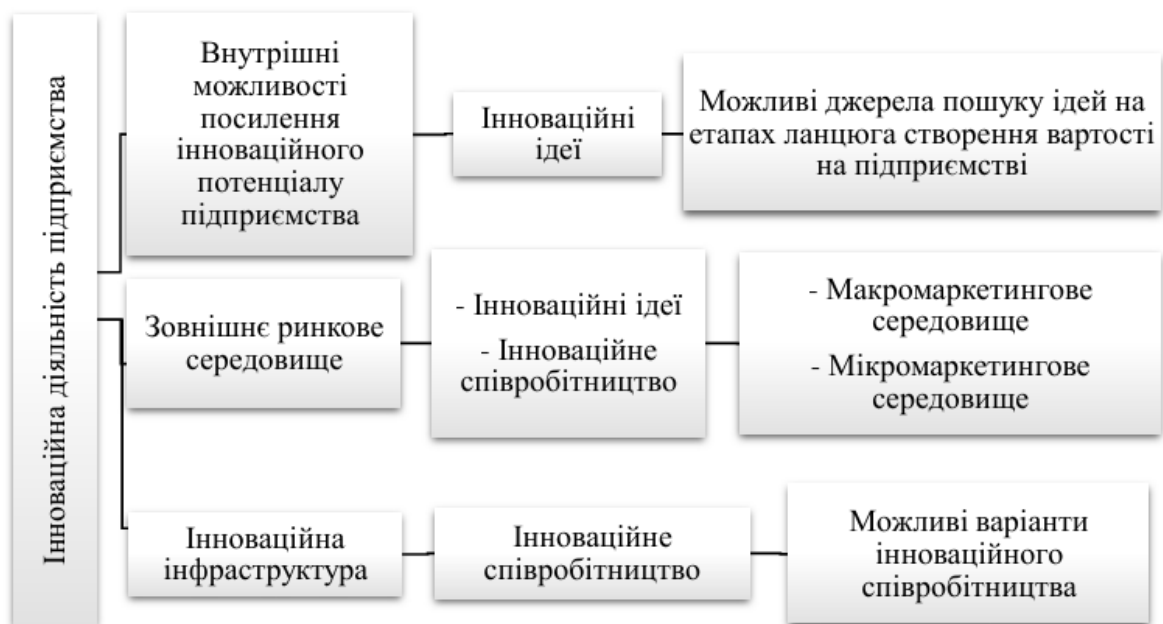 Інноваційна діяльність підприємства
Внутрішні
можливості
посилення
інноваційного
потенціалу
підприємства
Інноваційні
ідеї
Можливі джерела пошуку ідей на
етапах ланцюга створення вартості
на підприємстві
Зовнішнє ринкове
середовище
- Інноваційні ідеї
- Інноваційне
співробітництво
- Макромаркетингове
середовище
- Мікромаркетингове
середовище
Інноваційна
інфраструктура
Інноваційне
співробітництво
Можливі варіанти
інноваційного
співробітництва